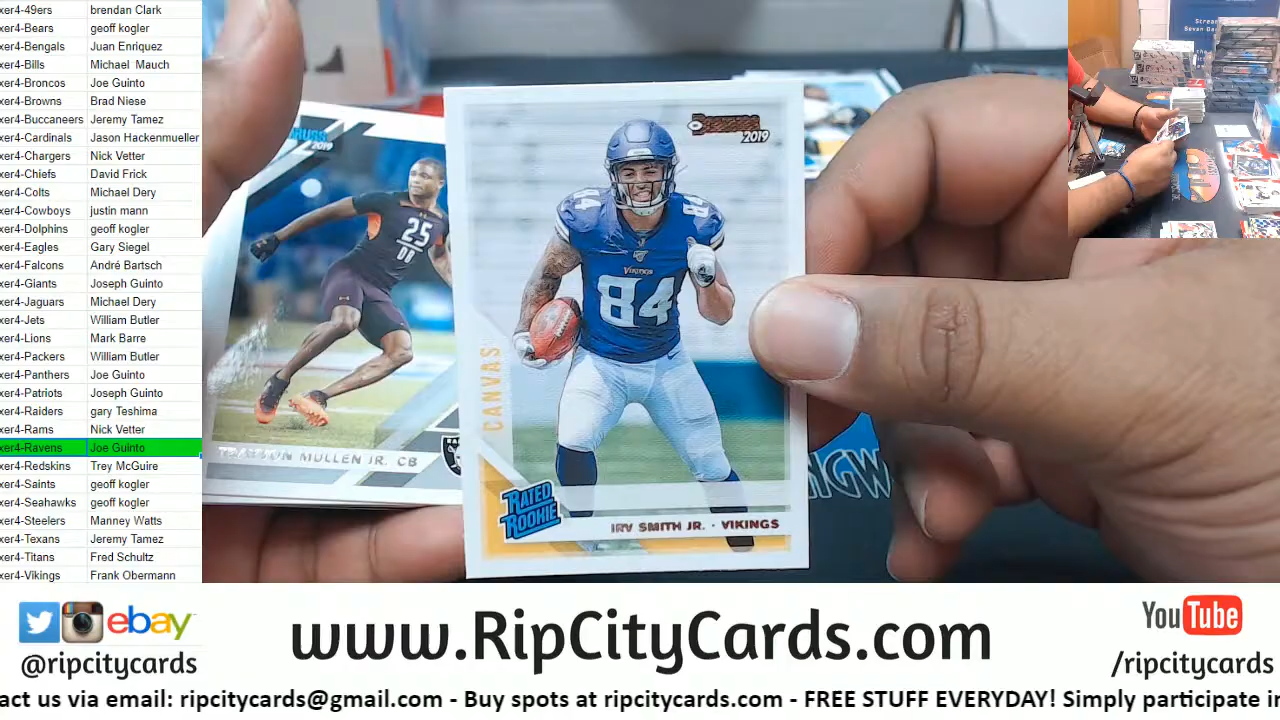 xer4-49ers brendan Clark
xer4-Bears geoff kogler
xer4-Bengals Juan Enriquez
xer4-Bills Michael Mauch
xer4-Broncos Joe Guinto
xer4-Browns Brad Niese
xer4-Buccaneers Jeremy Tamez
xer4-Cardinals Jason Hackenmueller
xer4-Chargers Nick Vetter
xer4-Chiefs David Frick
xer4-Colts Michael Dery
xer4-Cowboys justin mann
xer4-Dolphins geoff kogler
xer4-Eagles Gary Siegel
xer4-Falcons André Bartsch
xer4-Giants Joseph Guinto
xer4-Jaguars Michael Dery
xer4-Jets William Butler
xer4-Lions Mark Barre
xer4-Packers William Butler
xer4-Panthers Joe Guinto
xer4-Patriots Joseph Guinto
xer4-Raiders gary Teshima
xer4-Rams Nick Vetter
xer4-Ravens Joe Guinto
xer4-Redskins Trey McGuire
xer4-Saints geoff kogler
xer4-Seahawks geoff kogler
xer4-Steelers Manney Watts
xer4-Texans Jeremy Tamez
xer4-Titans Fred Schultz
xer4-Vikings Frank Obermann
2019
25
DB
MULLEN JR. CB
Donruss
2019
84
84
VIKINGS
84
CANVAS
RATED
ROOKIE
IRV SMITH JR. · VIKINGS
ebay
@ripcitycards
www.RipCityCards.com
YouTube
/ripcitycards
act us via email: ripcitycards@gmail.com - Buy spots at ripcitycards.com - FREE STUFF EVERYDAY! Simply participate in